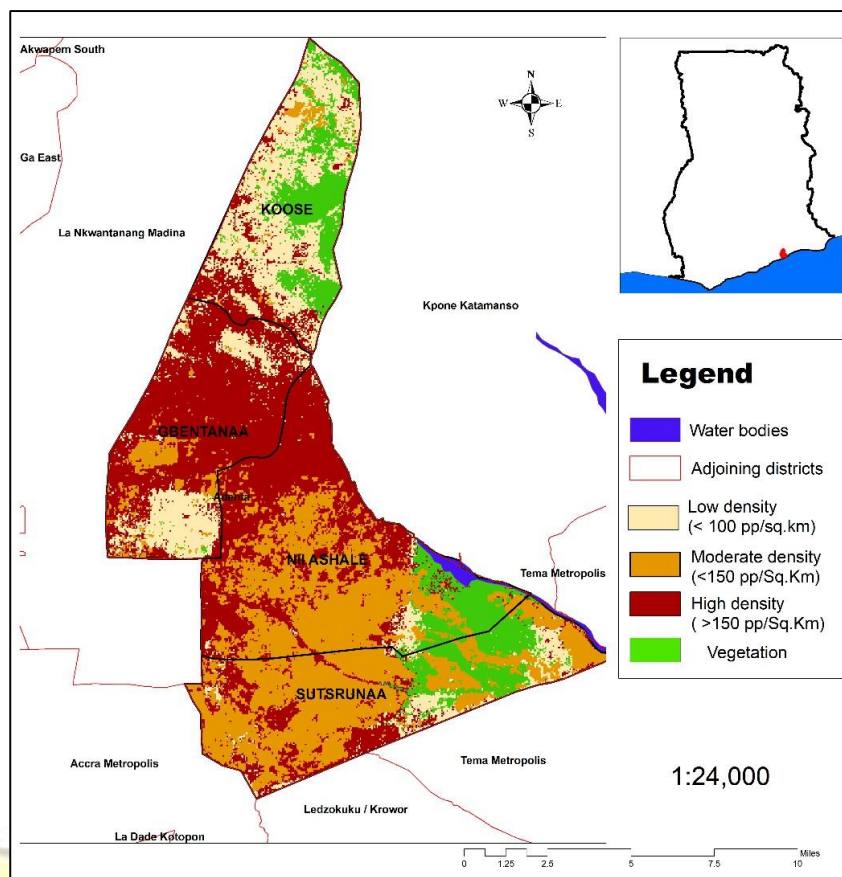 Akwapem South
Ga East
La Nkwantanang Madina
N
W E
S
KOOSE
Kpone Katamanso
GBENTANAA
Adenta
NII ASHALE
Tema Metropolis
SUTSRUNAA
Accra Metropolis
Tema Metropolis
Ledzokuku / Krowor
La Dade Kotopon
Legend
Water bodies
Adjoining districts
Low density
(< 100 pp/sq.km)
Moderate density
(<150 pp/Sq.Km)
High density
( >150 pp/Sq.Km)
Vegetation
1:24,000
Miles
0 1.25 2.5 5 7.5 10